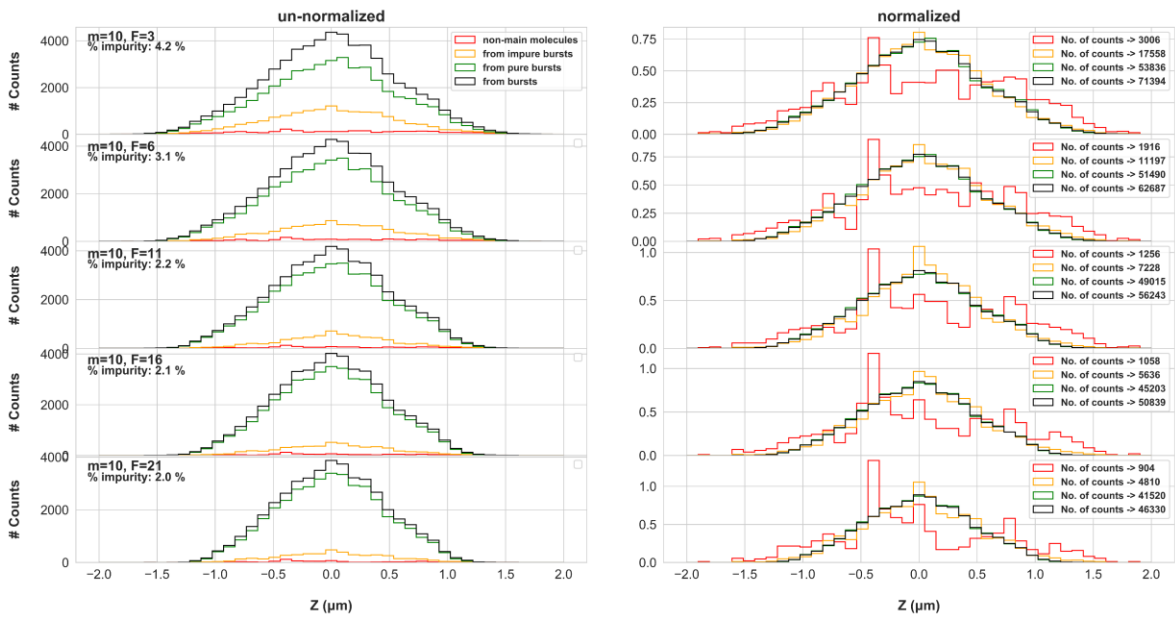 un-normalized
m=10, F=3
% impurity: 4.2 %
non-main molecules
from impure bursts
from pure bursts
from bursts
# Counts
4000
2000
0
m=10, F=6
% impurity: 3.1 %
# Counts
4000
2000
0
m=10, F=11
% impurity: 2.2 %
# Counts
4000
2000
0
m=10, F=16
% impurity: 2.1 %
# Counts
4000
2000
0
m=10, F=21
% impurity: 2.0 %
# Counts
4000
2000
0
−2.0 −1.5 −1.0 −0.5 0.0 0.5 1.0 1.5 2.0
Z (μm)
normalized
0.75
0.50
0.25
0.00
No. of counts -> 3006
No. of counts -> 17558
No. of counts -> 53836
No. of counts -> 71394
0.75
0.50
0.25
0.00
No. of counts -> 1916
No. of counts -> 11197
No. of counts -> 51490
No. of counts -> 62687
1.0
0.5
0.0
No. of counts -> 1256
No. of counts -> 7228
No. of counts -> 49015
No. of counts -> 56243
1.0
0.5
0.0
No. of counts -> 1058
No. of counts -> 5636
No. of counts -> 45203
No. of counts -> 50839
1.0
0.5
0.0
No. of counts -> 904
No. of counts -> 4810
No. of counts -> 41520
No. of counts -> 46330
−2.0 −1.5 −1.0 −0.5 0.0 0.5 1.0 1.5 2.0
Z (μm)